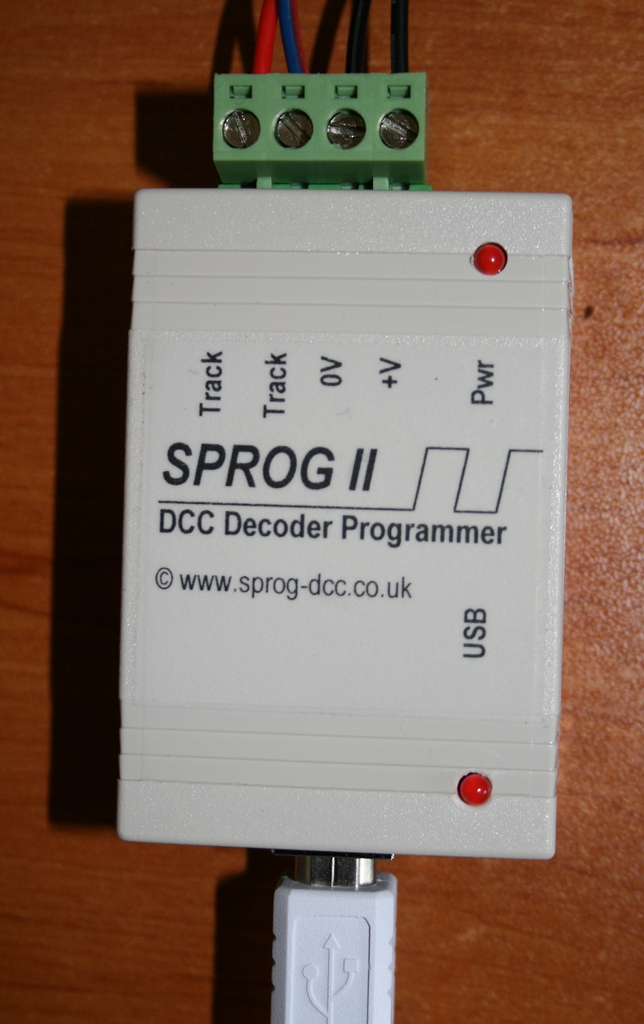 Track
Track
0V
+V
Pwr
SPROG II
DCC Decoder Programmer
© www.sprog-dcc.co.uk
USB